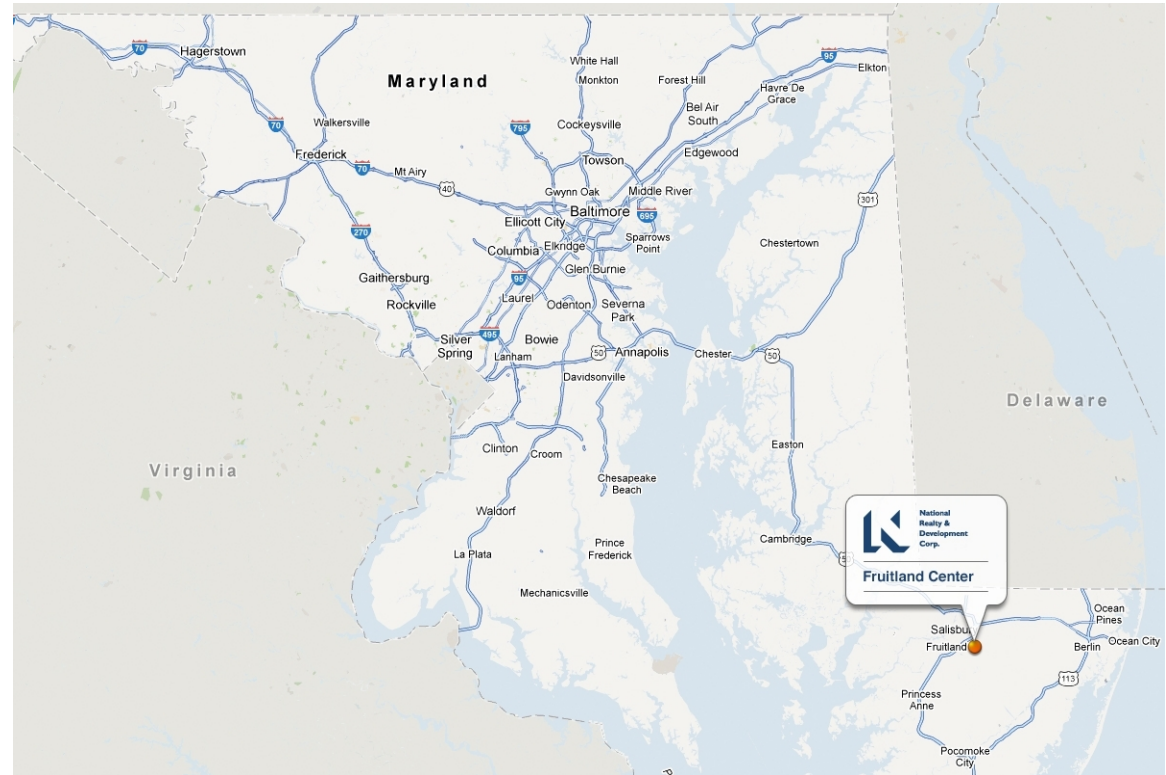 70
Hagerstown
Maryland
White Hall
Monkton
Forest Hill
95
Elkton
Havre De
Grace
Bel Air
South
70
Walkersville
795
Cockeysville
Edgewood
Frederick
70
Mt Airy
40
Towson
Gwynn Oak
Middle River
301
Baltimore
695
Ellicott City
270
Columbia
Elkridge
Sparrows
Point
Chestertown
Glen Burnie
Gaithersburg
95
Rockville
Laurel
Odenton
Severna
Park
495
Silver
Spring
Bowie
Lanham
50
Annapolis
Chester
50
Davidsonville
Delaware
Virginia
Clinton
Croom
Easton
Chesapeake
Beach
Waldorf
La Plata
Prince
Frederick
Cambridge
Mechanicsville
National
Realty &
Development
Corp.
Fruitland Center
Ocean
Pines
Fruitland
Berlin
Ocean City
113
Princess
Anne
Pocomoke
City